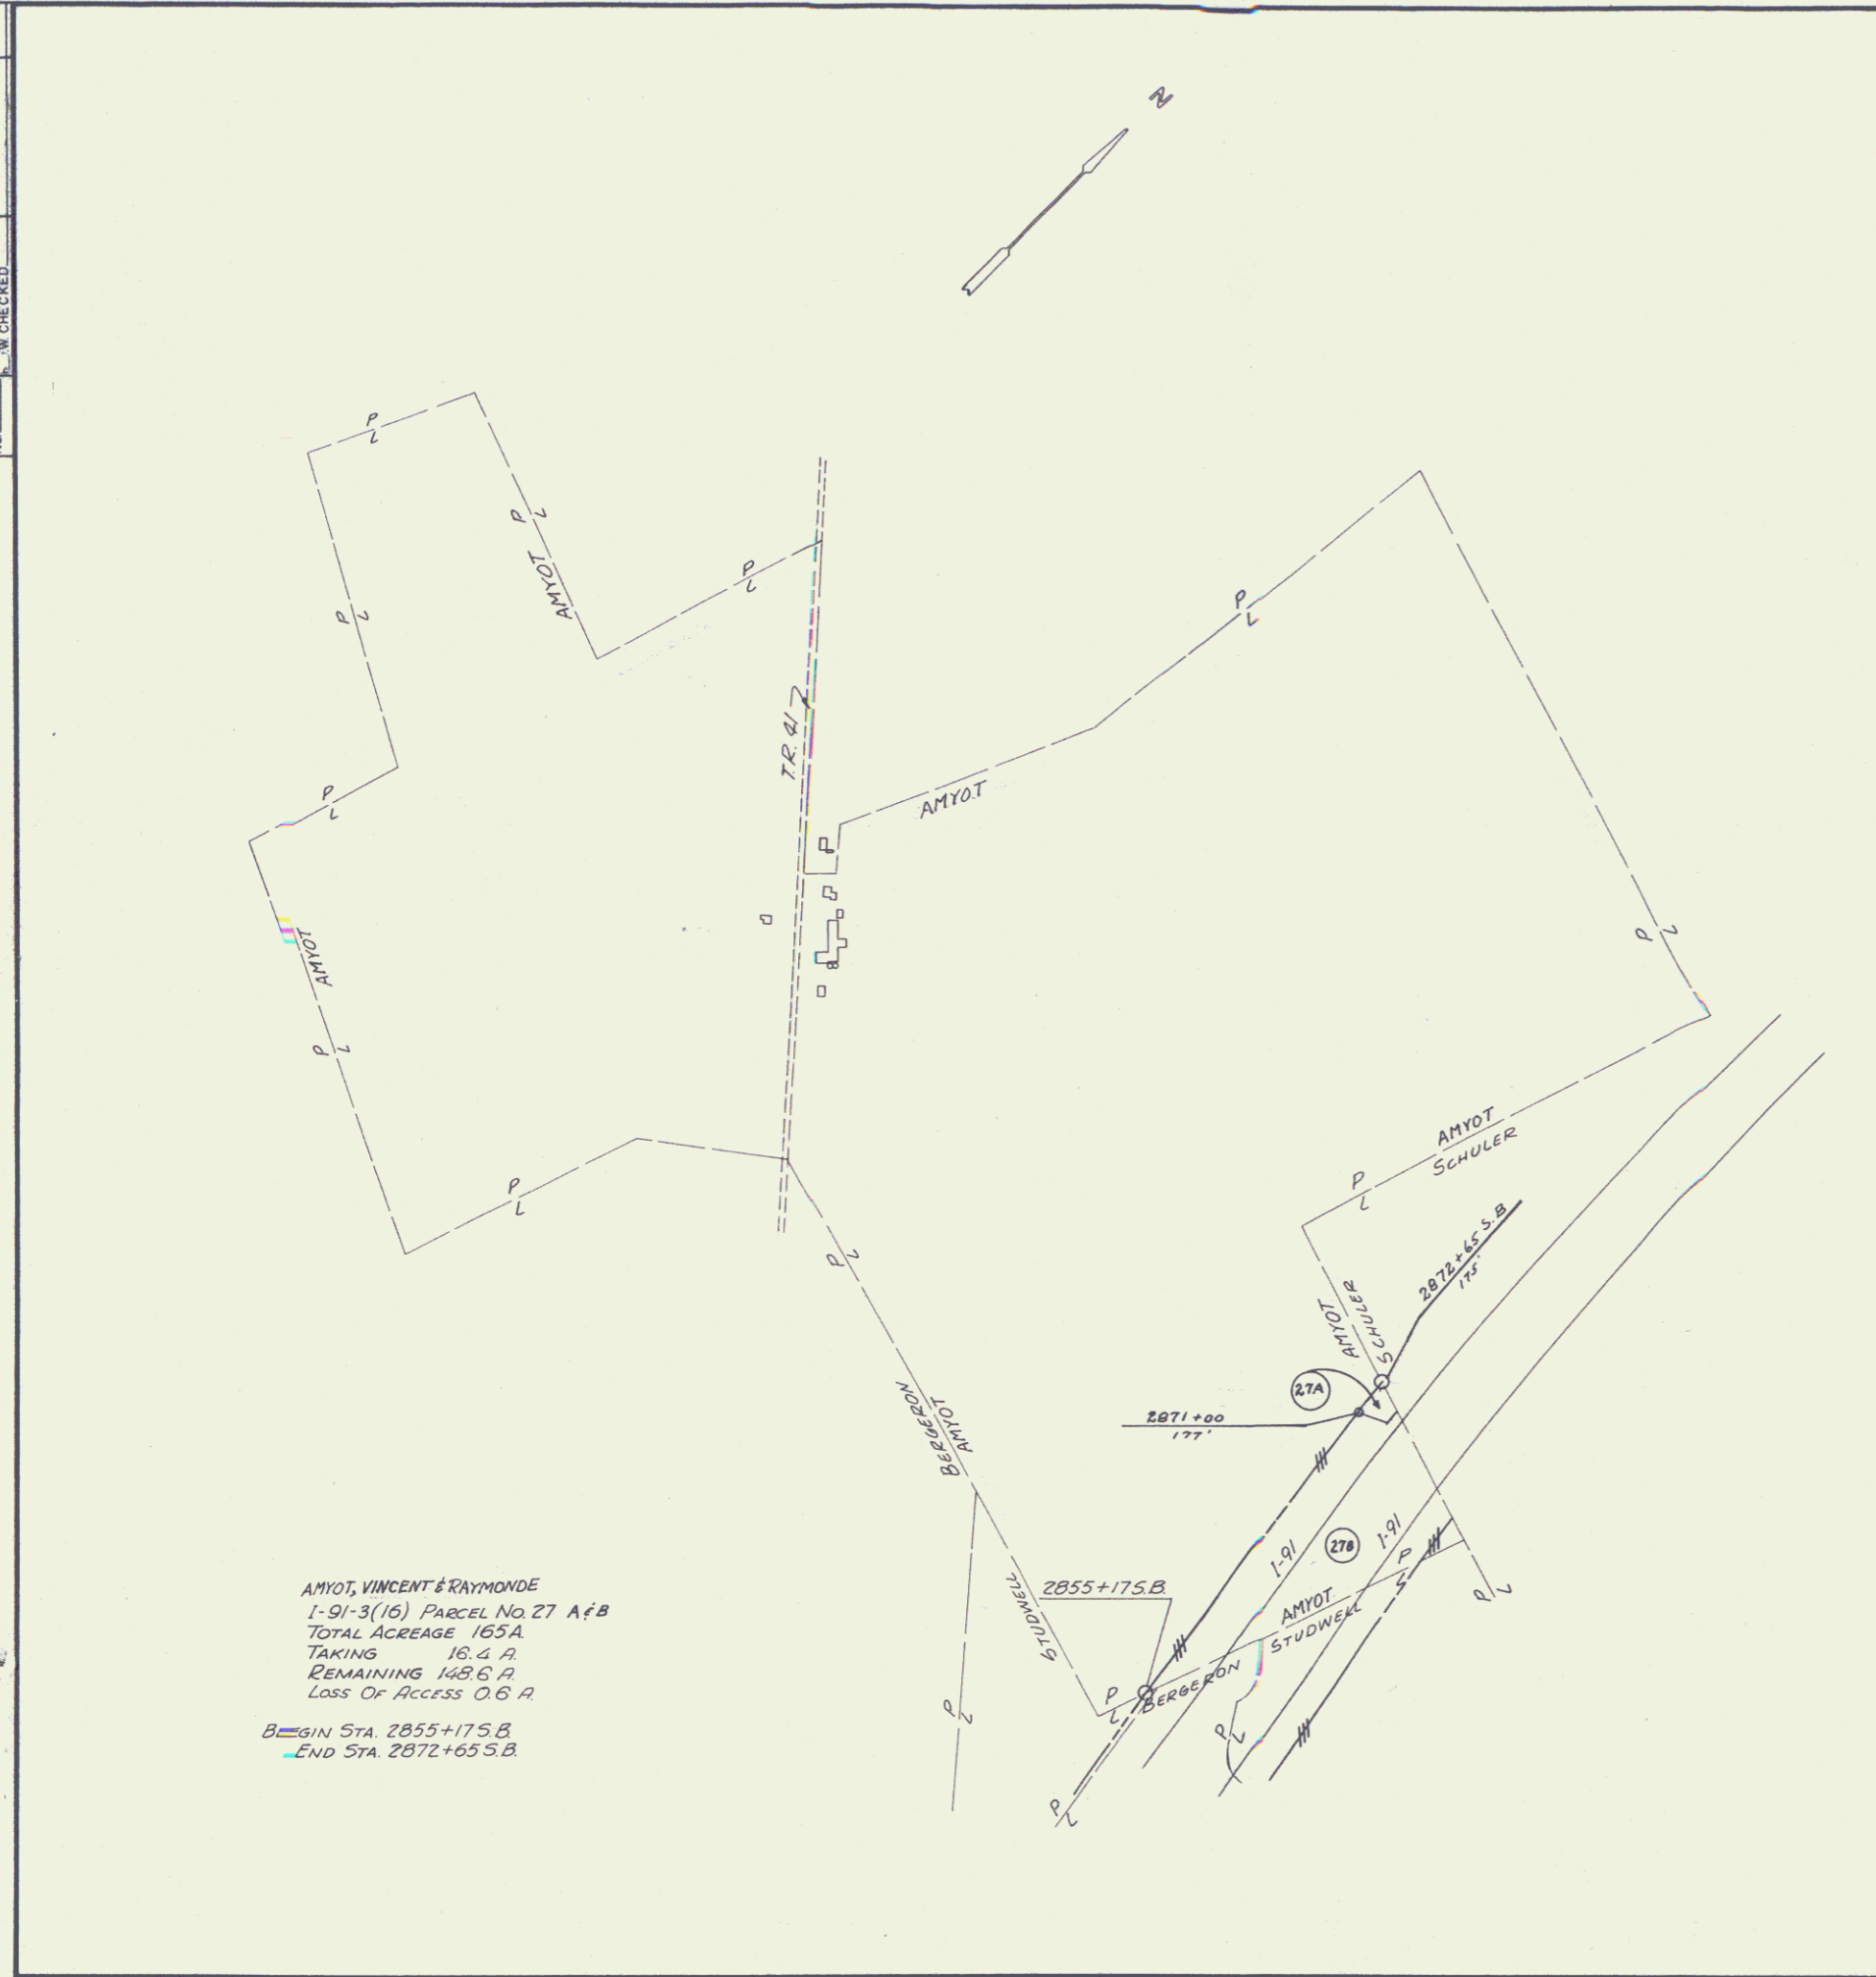 W. CHECKED
N
P
L
P
L
AMYOT
P
L
P
L
P
L
T.R. 41
AMYOT
P
L
P
L
AMYOT
P
L
P
L
AMYOT
SCHULER
P
L
P
L
2872+65 S.B
175'
AMYOT
SCHULER
27A
2871+00
177'
BERGERON
AMYOT
I-91
27B
I-91
P
L
STUDWELL
2855+17 S.B.
AMYOT
STUDWELL
P
L
BERGERON
P
L
P
L
P
L
P
L
AMYOT, VINCENT & RAYMONDE
I-91-3(16) PARCEL NO. 27 A & B
TOTAL ACREAGE 165 A.
TAKING 16.4 A.
REMAINING 148.6 A.
LOSS OF ACCESS 0.6 A.
BEGIN STA. 2855+17 S.B.
END STA. 2872+65 S.B.